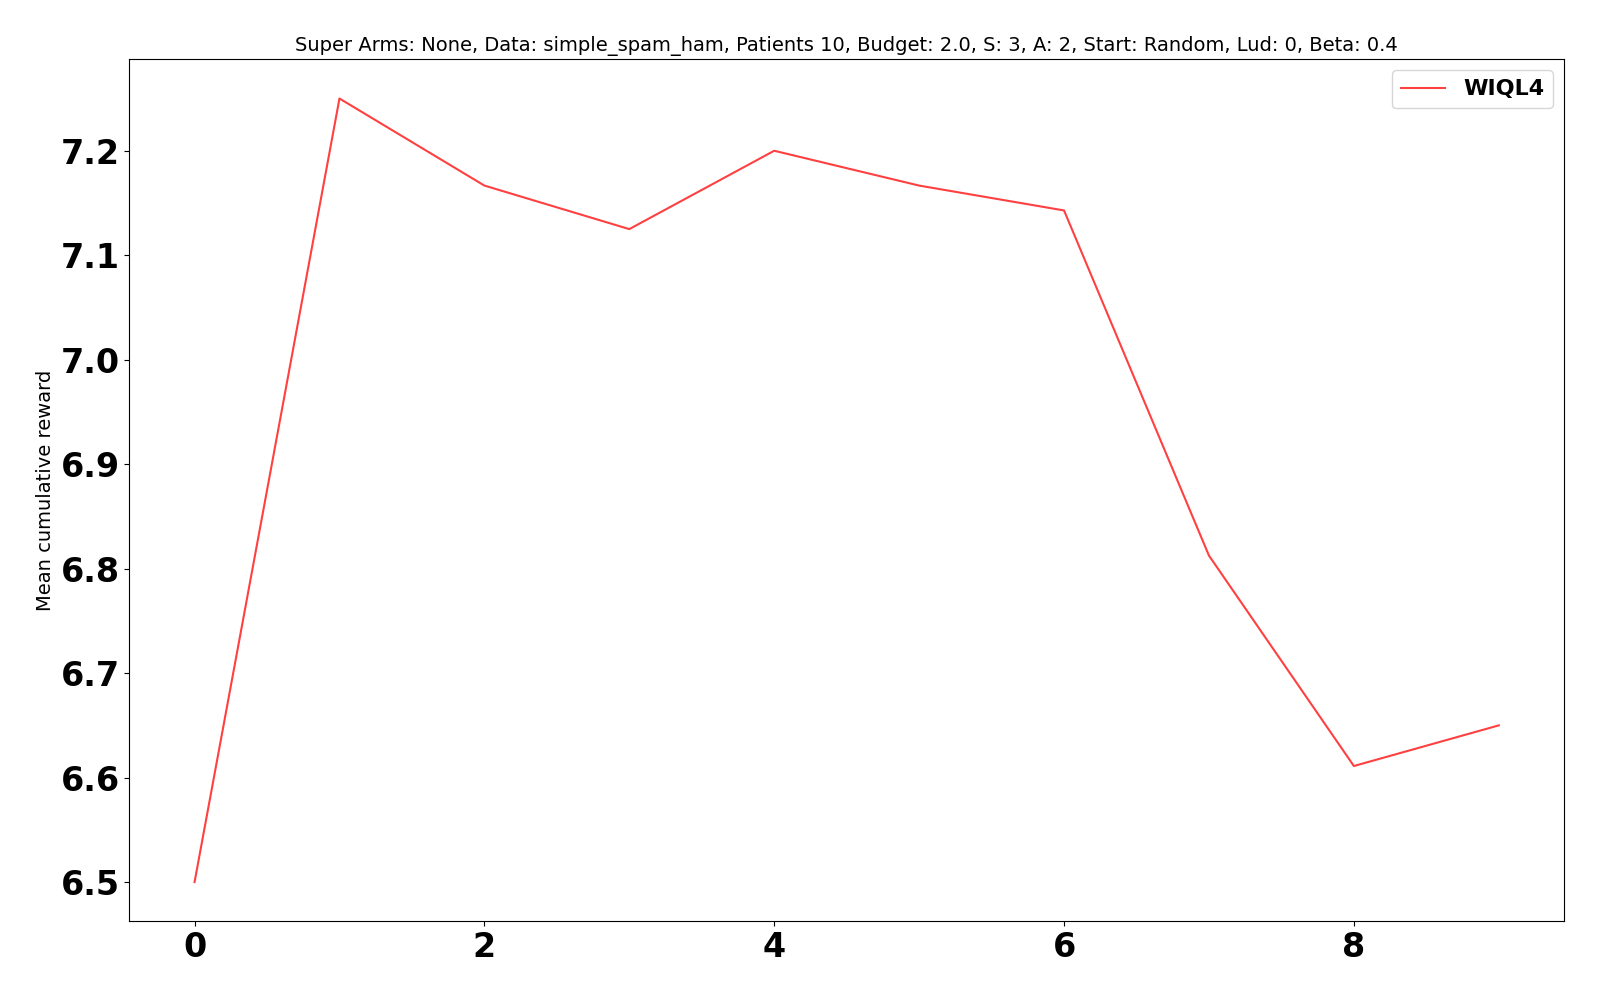 Super Arms: None, Data: simple_spam_ham, Patients 10, Budget: 2.0, S: 3, A: 2, Start: Random, Lud: 0, Beta: 0.4
WIQL4
Mean cumulative reward
7.2
7.1
7.0
6.9
6.8
6.7
6.6
6.5
0 2 4 6 8